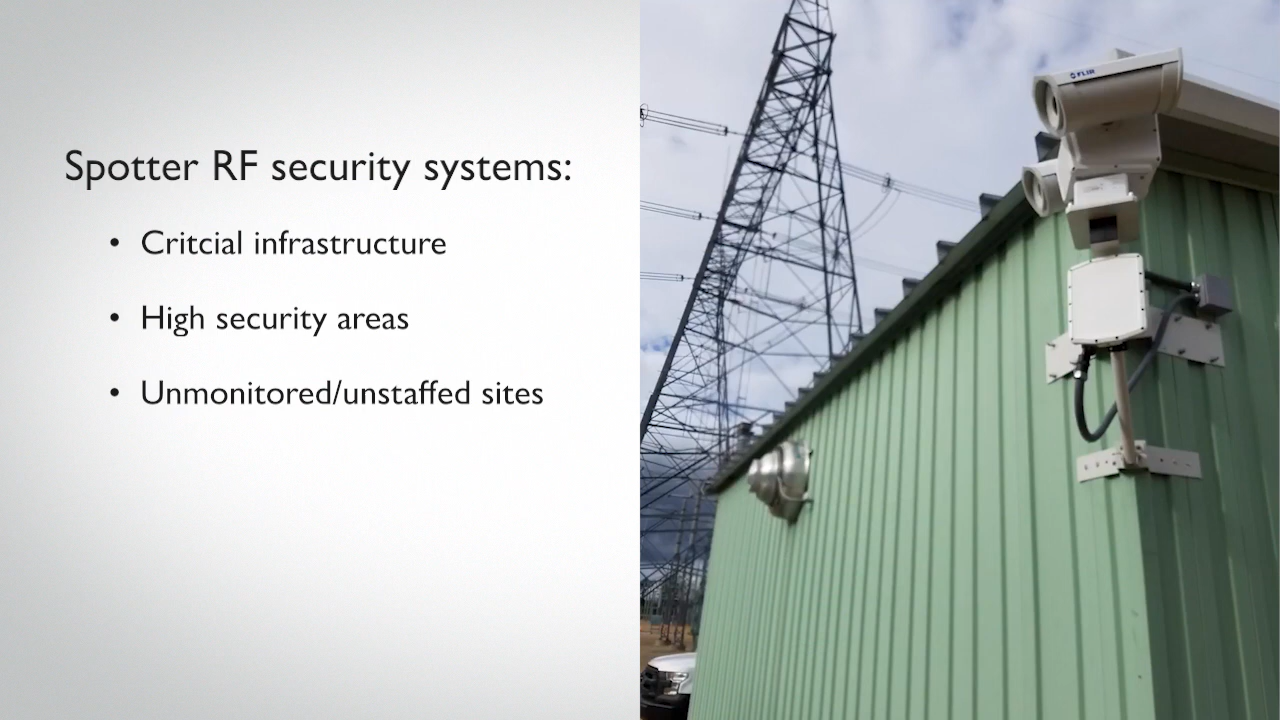 Spotter RF security systems:
• Critcial infrastructure
• High security areas
• Unmonitored/unstaffed sites
FLIR